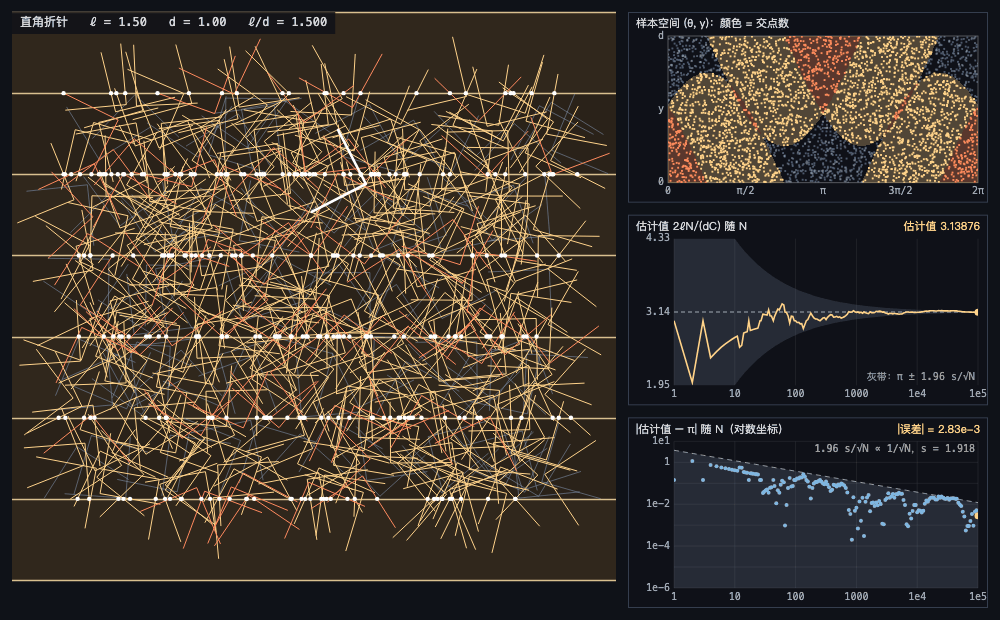 直角折针 ℓ = 1.50 d = 1.00 ℓ/d = 1.500
样本空间 (θ, y)：颜色 = 交点数
d
y
0
0 π/2 π 3π/2 2π
估计值 2ℓN/(dC) 随 N 估计值 3.13876
4.33
3.14
1.95
灰带：π ± 1.96 s/√N
1 10 100 1000 1e4 1e5
|估计值 − π| 随 N（对数坐标） |误差| = 2.83e−3
1e1
1.96 s/√N ∝ 1/√N, s = 1.918
1
1e−2
1e−4
1e−6
1 10 100 1000 1e4 1e5